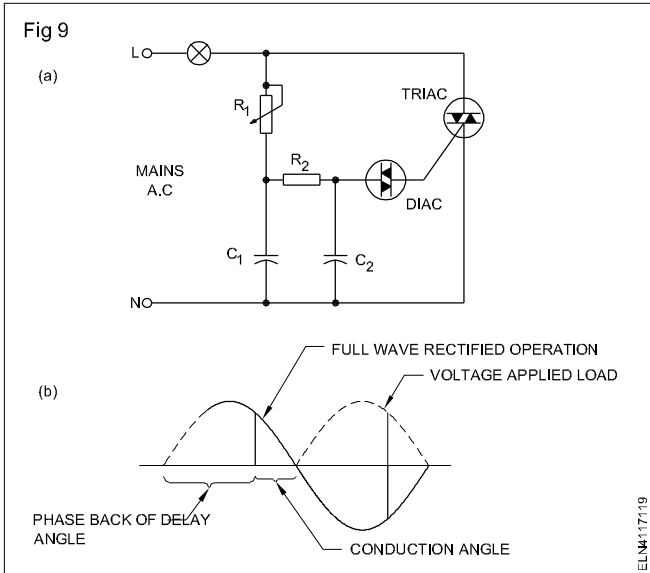 Fig 9
(a)
L
R1
TRIAC
MAINS
A.C
R2
DIAC
C1
C2
N
FULL WAVE RECTIFIED OPERATION
VOLTAGE APPLIED LOAD
(b)
PHASE BACK OF DELAY
ANGLE
CONDUCTION ANGLE
ELN4117119